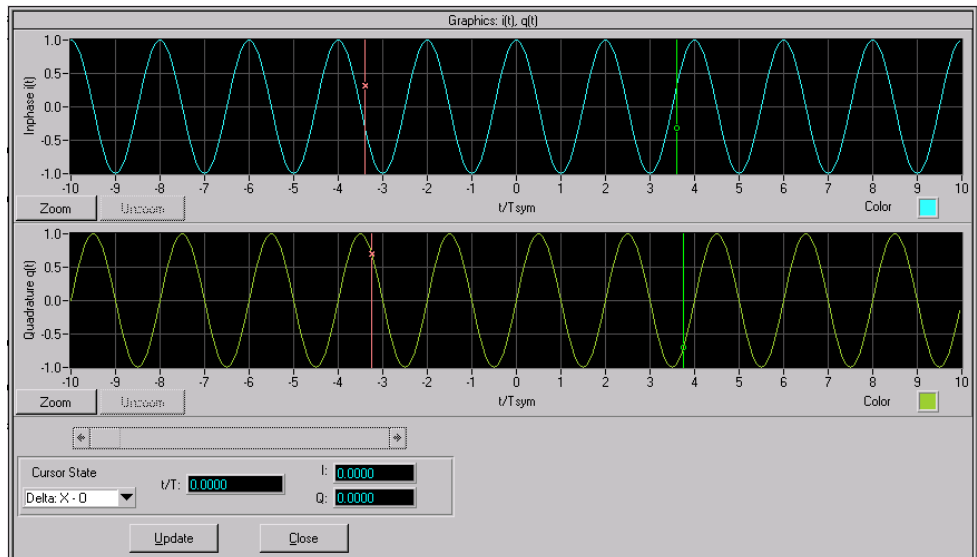 Graphics: i(t), q(t)
1.0
0.5
0.0
-0.5
-1.0
Inphase i(t)
-10 -9 -8 -7 -6 -5 -4 -3 -2 -1 0 1 2 3 4 5 6 7 8 9 10
Zoom Unzoom t/Tsym Color
1.0
0.5
0.0
-0.5
-1.0
Quadrature q(t)
-10 -9 -8 -7 -6 -5 -4 -3 -2 -1 0 1 2 3 4 5 6 7 8 9 10
Zoom Unzoom t/Tsym Color
Cursor State
Delta: X - O
t/T: 0.0000
I: 0.0000
Q: 0.0000
Update Close